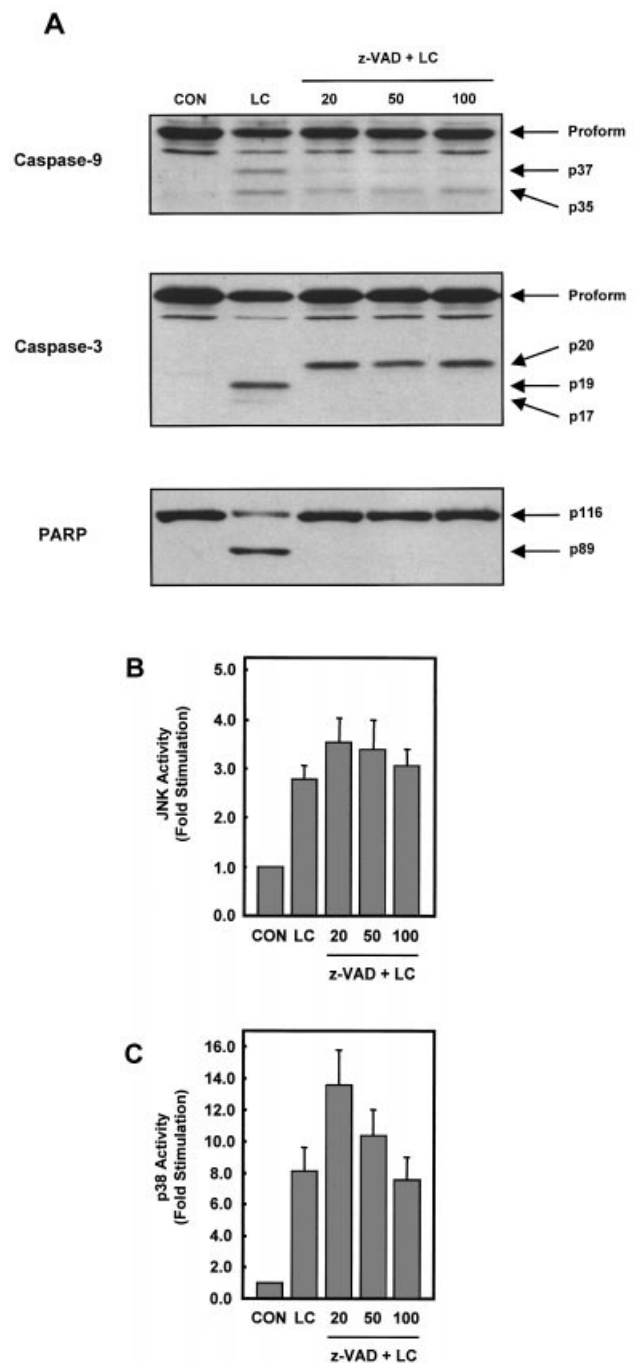 A
z-VAD + LC
CON LC 20 50 100
Caspase-9
Proform
p37
p35
Caspase-3
Proform
p20
p19
p17
PARP
p116
p89
B
JNK Activity
(Fold Stimulation)
5.0
4.0
3.0
2.0
1.0
0.0
CON LC 20 50 100
z-VAD + LC
C
p38 Activity
(Fold Stimulation)
16.0
14.0
12.0
10.0
8.0
6.0
4.0
2.0
0.0
CON LC 20 50 100
z-VAD + LC